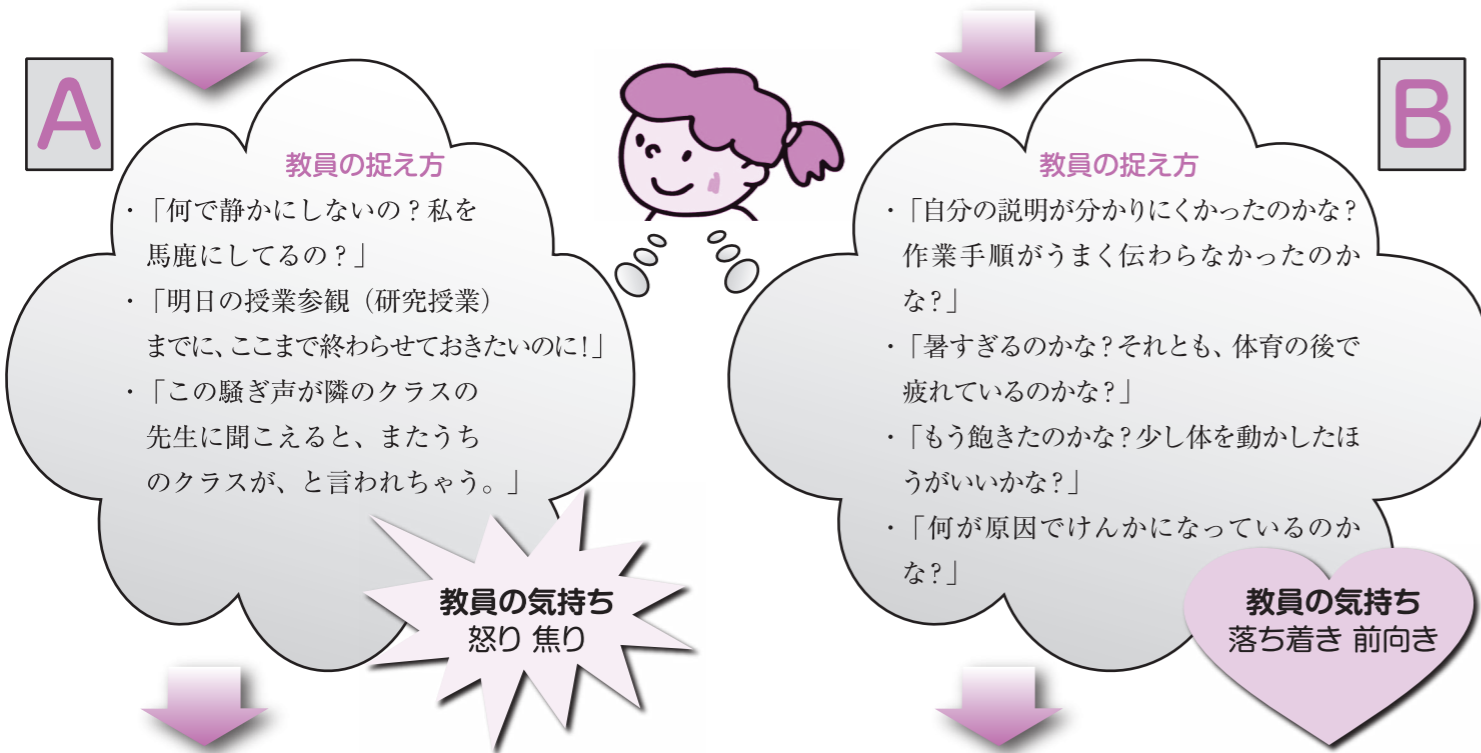 A
教員の捉え方
・「何で静かにしないの？私を
馬鹿にしてるの？」
・「明日の授業参観（研究授業）
までに、ここまで終わらせておきたいのに！」
・「この騒ぎ声が隣のクラスの
先生に聞こえると、またうち
のクラスが、と言われちゃう。」
教員の気持ち
怒り 焦り
B
教員の捉え方
・「自分の説明が分かりにくかったのかな？
作業手順がうまく伝わらなかったのか
な？」
・「暑すぎるのかな？それとも、体育の後で
疲れているのかな？」
・「もう飽きたのかな？少し体を動かしたほ
うがいいかな？」
・「何が原因でけんかになっているのか
な？」
教員の気持ち
落ち着き 前向き